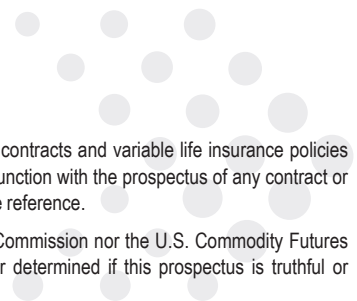 contracts and variable life insurance policies
unction with the prospectus of any contract or
e reference.
Commission nor the U.S. Commodity Futures
r determined if this prospectus is truthful or